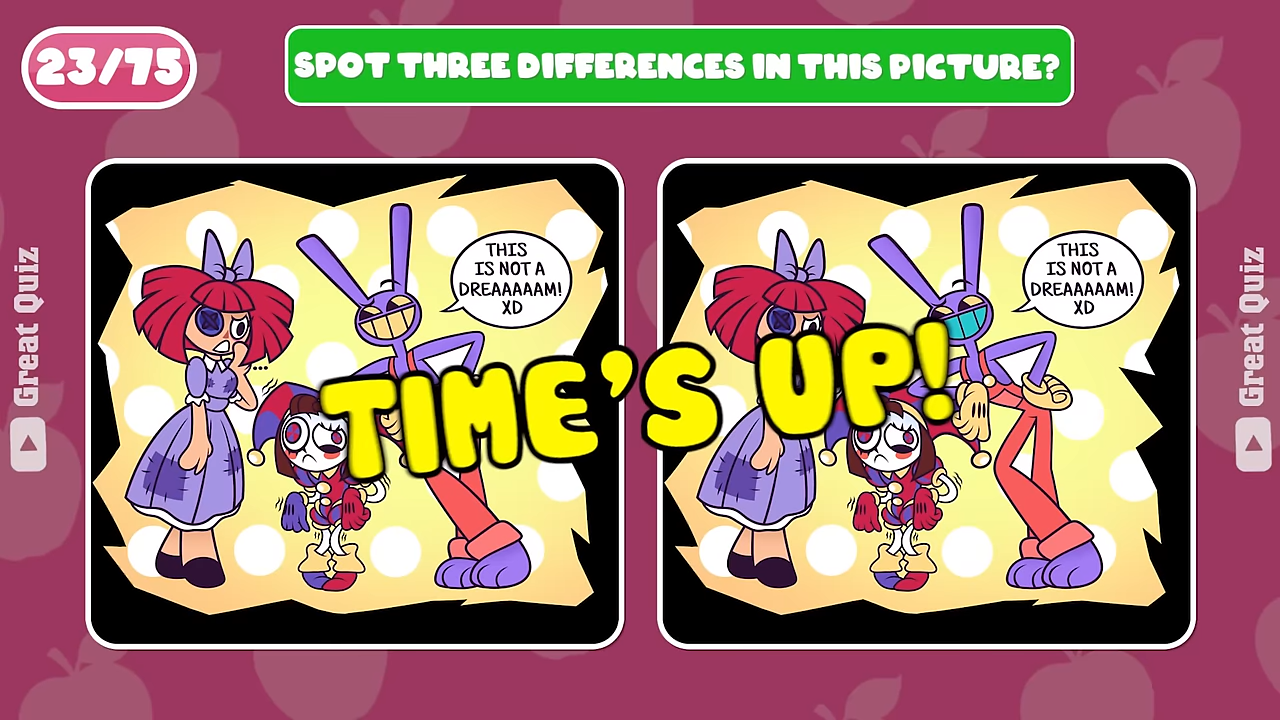 23/75
SPOT THREE DIFFERENCES IN THIS PICTURE?
Great Quiz
THIS
IS NOT A
DREAAAAAM!
XD
....
THIS
IS NOT A
DREAAAAAM!
XD
TIME'S UP!
Great Quiz